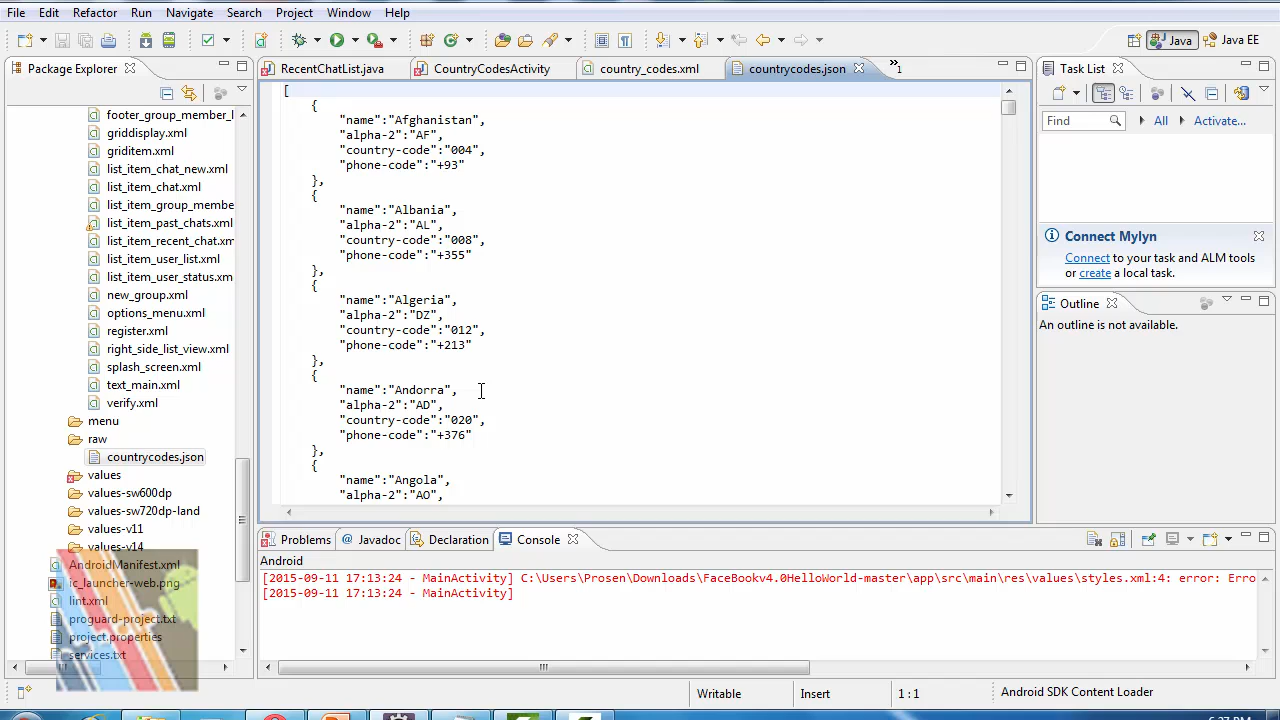 File Edit Refactor Run Navigate Search Project Window Help
Java Java EE
Package Explorer
footer_group_member_l
griddisplay.xml
griditem.xml
list_item_chat_new.xml
list_item_chat.xml
list_item_group_membe
list_item_past_chats.xml
list_item_recent_chat.xm
list_item_user_list.xml
list_item_user_status.xm
new_group.xml
options_menu.xml
register.xml
right_side_list_view.xml
splash_screen.xml
text_main.xml
verify.xml
menu
raw
countrycodes.json
values
values-sw600dp
values-sw720dp-land
values-v11
values-v14
AndroidManifest.xml
ic_launcher-web.png
lint.xml
proguard-project.txt
project.properties
services.txt
RecentChatList.java CountryCodesActivity country_codes.xml countrycodes.json »1
[
{
"name":"Afghanistan",
"alpha-2":"AF",
"country-code":"004",
"phone-code":"+93"
},
{
"name":"Albania",
"alpha-2":"AL",
"country-code":"008",
"phone-code":"+355"
},
{
"name":"Algeria",
"alpha-2":"DZ",
"country-code":"012",
"phone-code":"+213"
},
{
"name":"Andorra",
"alpha-2":"AD",
"country-code":"020",
"phone-code":"+376"
},
{
"name":"Angola",
"alpha-2":"AO",
Task List
Find All Activate...
Connect Mylyn
Connect to your task and ALM tools
or create a local task.
Outline
An outline is not available.
Problems Javadoc Declaration Console
Android
[2015-09-11 17:13:24 - MainActivity] C:\Users\Prosen\Downloads\FaceBookv4.0HelloWorld-master\app\src\main\res\values\styles.xml:4: error: Erro
[2015-09-11 17:13:24 - MainActivity]
Writable Insert 1:1 Android SDK Content Loader